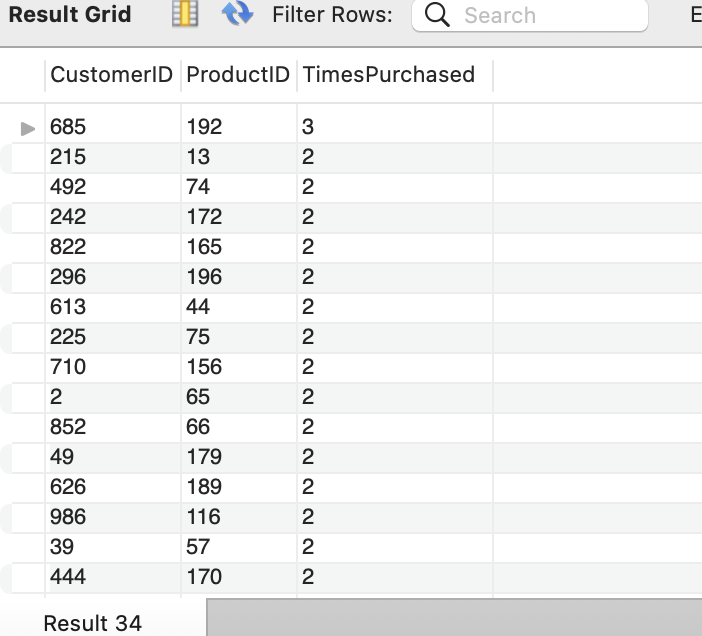 Result Grid Filter Rows: Search E
CustomerID ProductID TimesPurchased
685 192 3
215 13 2
492 74 2
242 172 2
822 165 2
296 196 2
613 44 2
225 75 2
710 156 2
2 65 2
852 66 2
49 179 2
626 189 2
986 116 2
39 57 2
444 170 2
Result 34